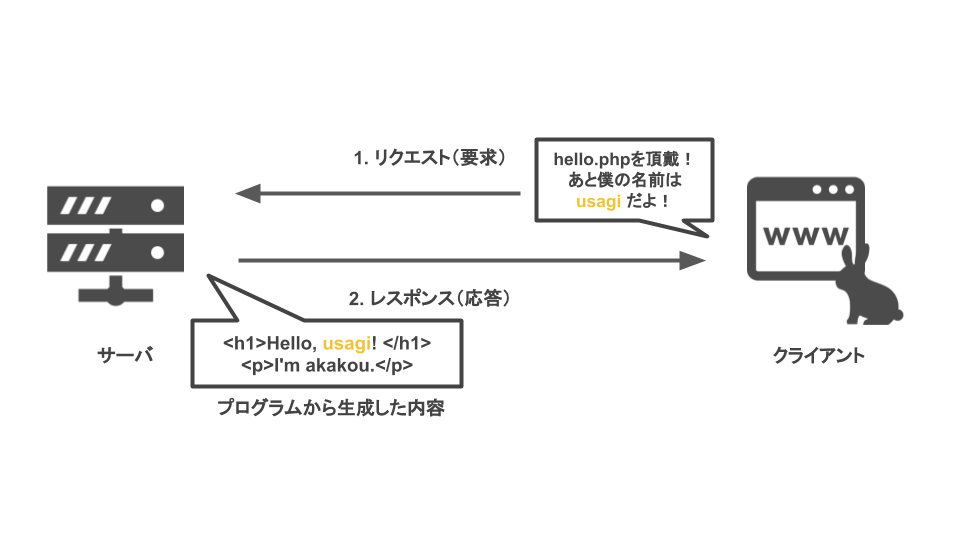 1. リクエスト（要求）
hello.phpを頂戴！
あと僕の名前は
usagi だよ！
www
2. レスポンス（応答）
<h1>Hello, usagi! </h1>
<p>I'm akakou.</p>
サーバ
クライアント
プログラムから生成した内容